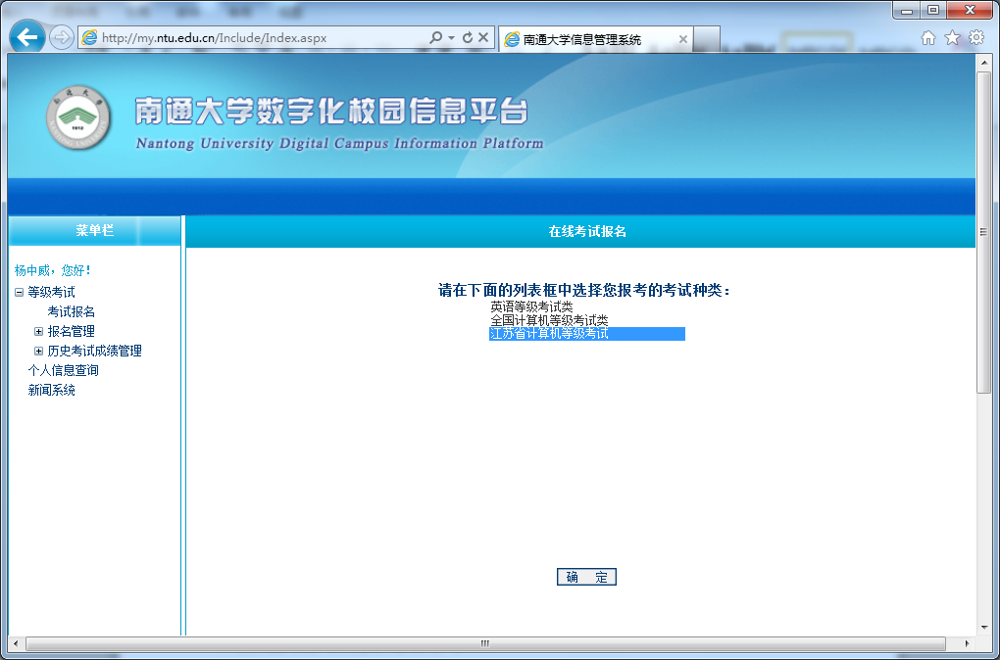 http://my.ntu.edu.cn/Include/Index.aspx
南通大学信息管理系统
南通大学数字化校园信息平台
Nantong University Digital Campus Information Platform
菜单栏
在线考试报名
杨中威，您好！
等级考试
考试报名
报名管理
历史考试成绩管理
个人信息查询
新闻系统
请在下面的列表框中选择您报考的考试种类：
英语等级考试类
全国计算机等级考试类
江苏省计算机等级考试
确 定